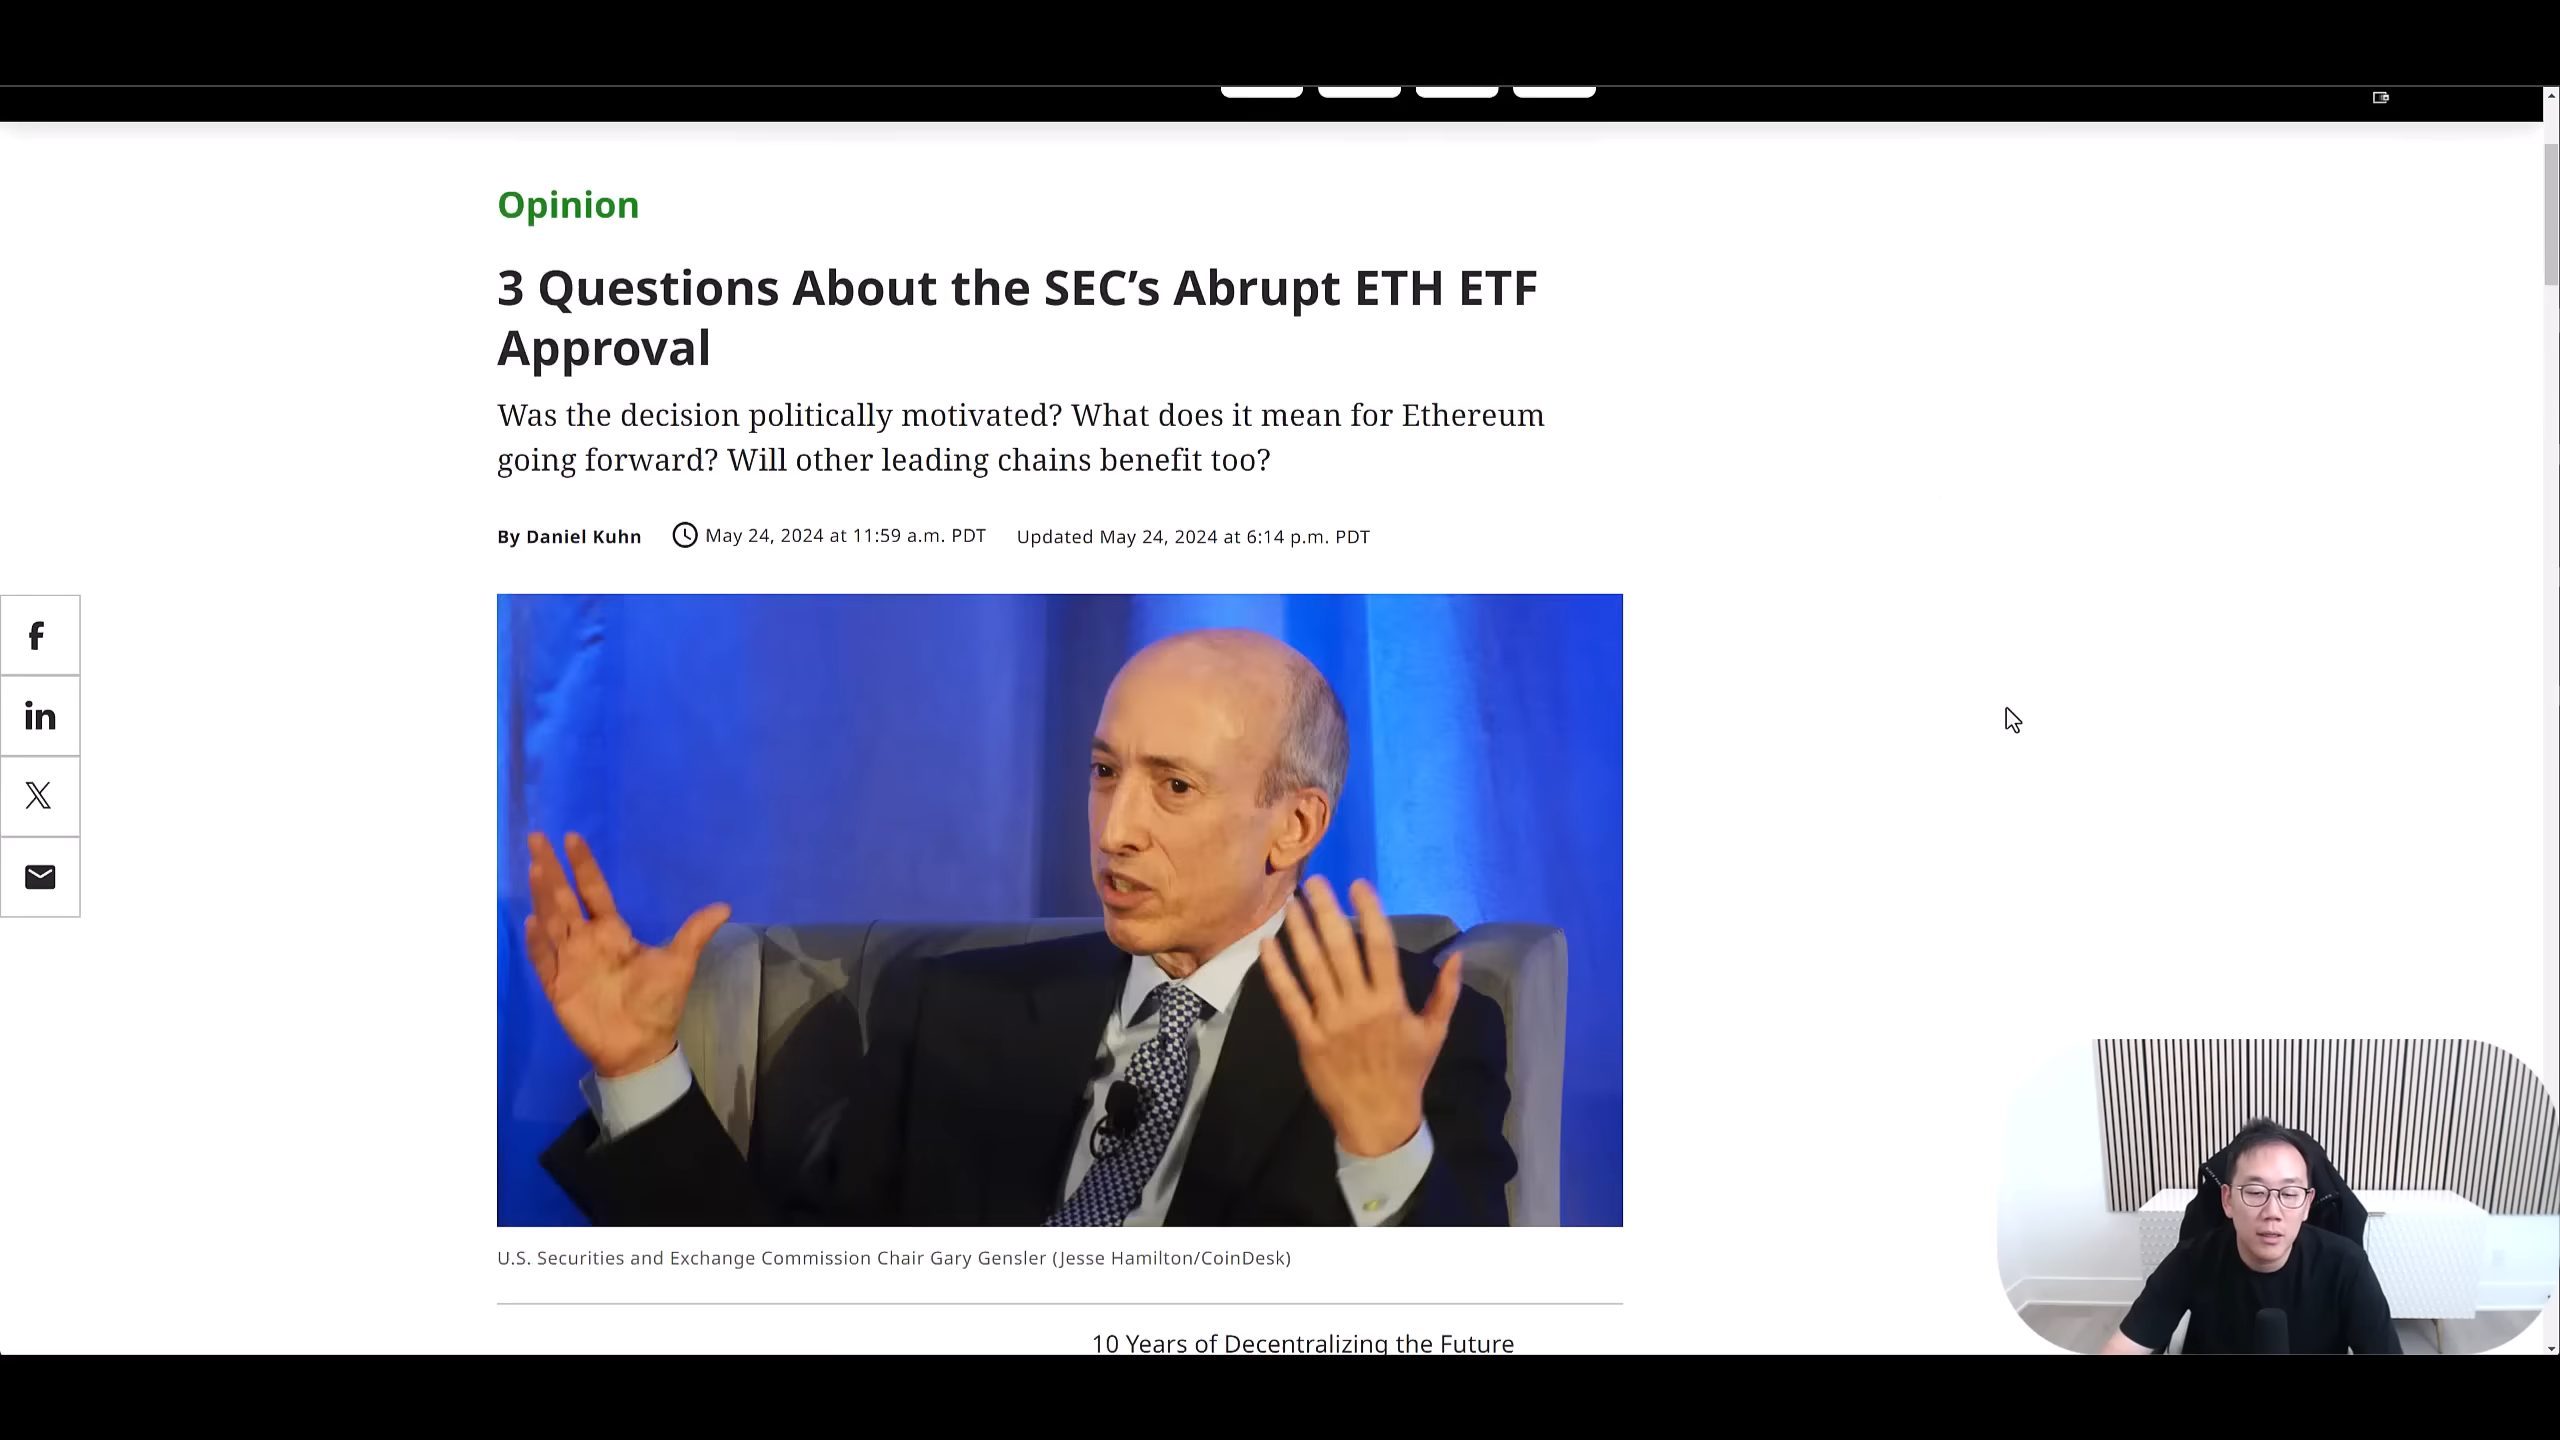 Opinion
3 Questions About the SEC’s Abrupt ETH ETF
Approval
Was the decision politically motivated? What does it mean for Ethereum
going forward? Will other leading chains benefit too?
By Daniel Kuhn May 24, 2024 at 11:59 a.m. PDT Updated May 24, 2024 at 6:14 p.m. PDT
f
in
X
U.S. Securities and Exchange Commission Chair Gary Gensler (Jesse Hamilton/CoinDesk)
10 Years of Decentralizing the Future